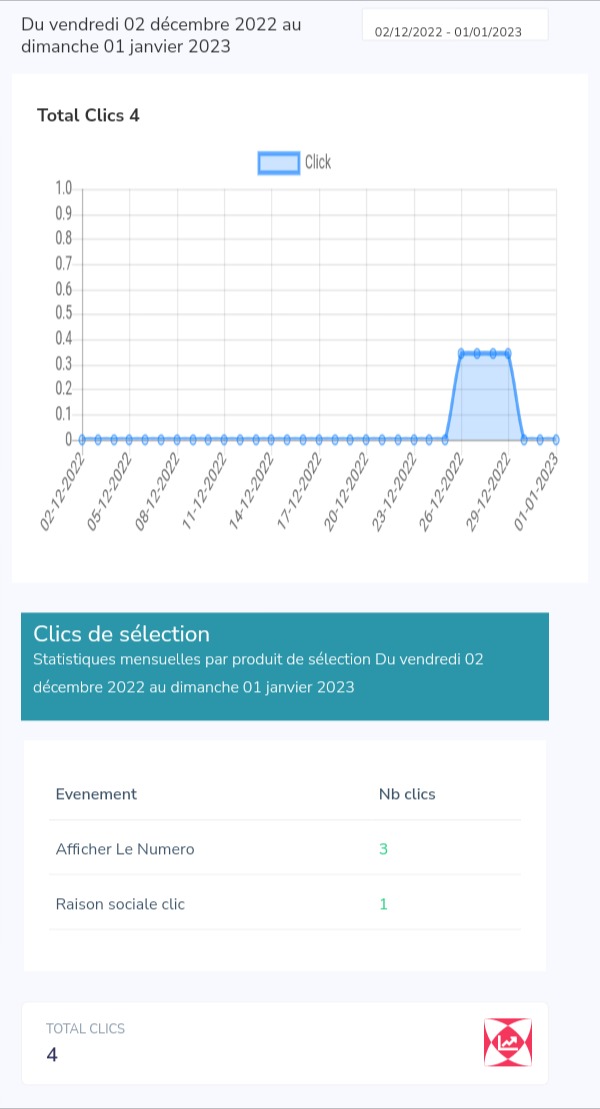 Du vendredi 02 décembre 2022 au
dimanche 01 janvier 2023
02/12/2022 - 01/01/2023
Total Clics 4
Click
1.0
0.9
0.8
0.7
0.6
0.5
0.4
0.3
0.2
0.1
0
02-12-2022
05-12-2022
08-12-2022
11-12-2022
14-12-2022
17-12-2022
20-12-2022
23-12-2022
26-12-2022
29-12-2022
01-01-2023
Clics de sélection
Statistiques mensuelles par produit de sélection Du vendredi 02
décembre 2022 au dimanche 01 janvier 2023
Evenement Nb clics
Afficher Le Numero 3
Raison sociale clic 1
TOTAL CLICS
4